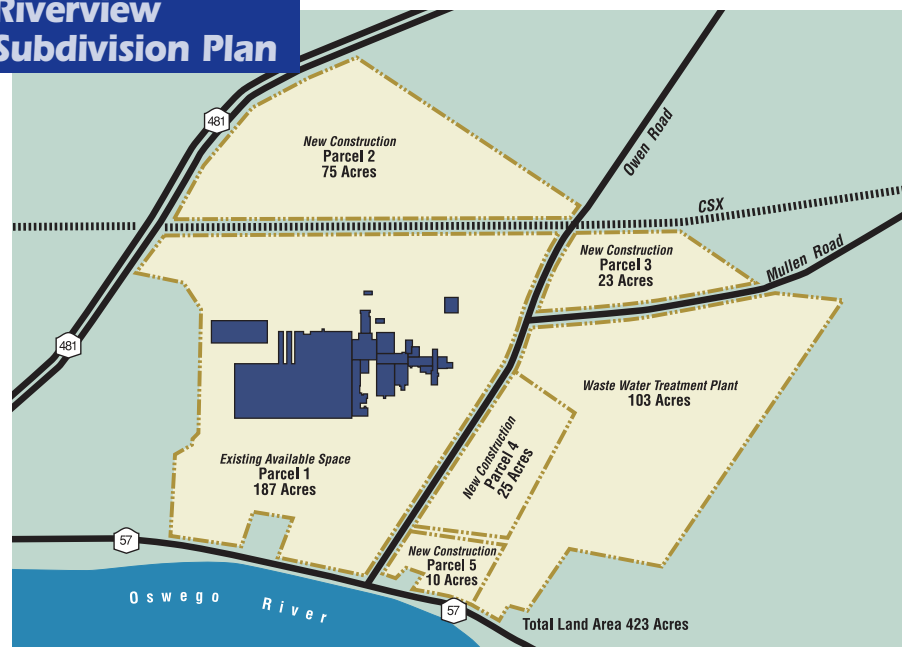 Riverview
Subdivision Plan
481
New Construction
Parcel 2
75 Acres
Owen Road
CSX
New Construction
Parcel 3
23 Acres
Mullen Road
481
Waste Water Treatment Plant
103 Acres
New Construction
Parcel 4
25 Acres
Existing Available Space
Parcel 1
187 Acres
57
New Construction
Parcel 5
10 Acres
Oswego River
57
Total Land Area 423 Acres